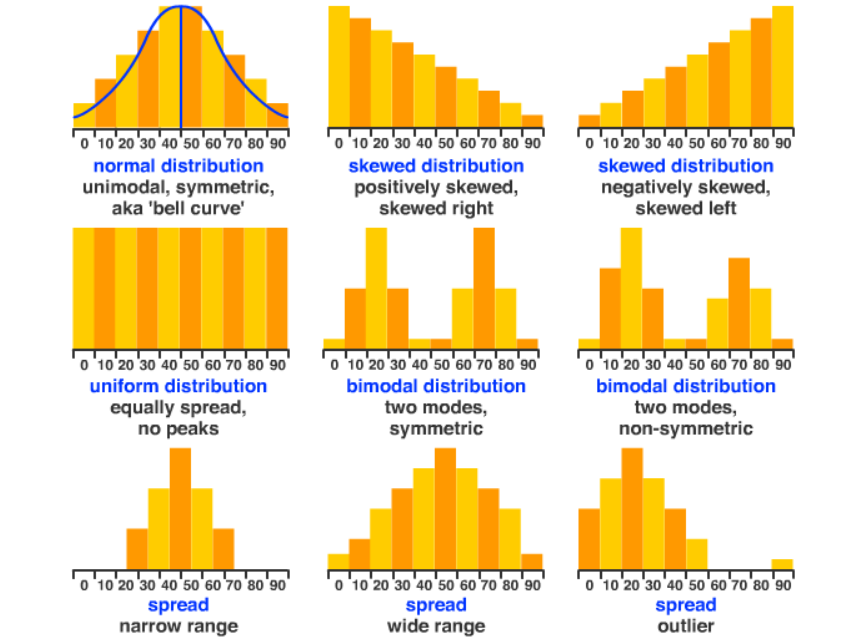 0 10 20 30 40 50 60 70 80 90
normal distribution
unimodal, symmetric,
aka 'bell curve'
0 10 20 30 40 50 60 70 80 90
skewed distribution
positively skewed,
skewed right
0 10 20 30 40 50 60 70 80 90
skewed distribution
negatively skewed,
skewed left
0 10 20 30 40 50 60 70 80 90
uniform distribution
equally spread,
no peaks
0 10 20 30 40 50 60 70 80 90
bimodal distribution
two modes,
symmetric
0 10 20 30 40 50 60 70 80 90
bimodal distribution
two modes,
non-symmetric
0 10 20 30 40 50 60 70 80 90
spread
narrow range
0 10 20 30 40 50 60 70 80 90
spread
wide range
0 10 20 30 40 50 60 70 80 90
spread
outlier